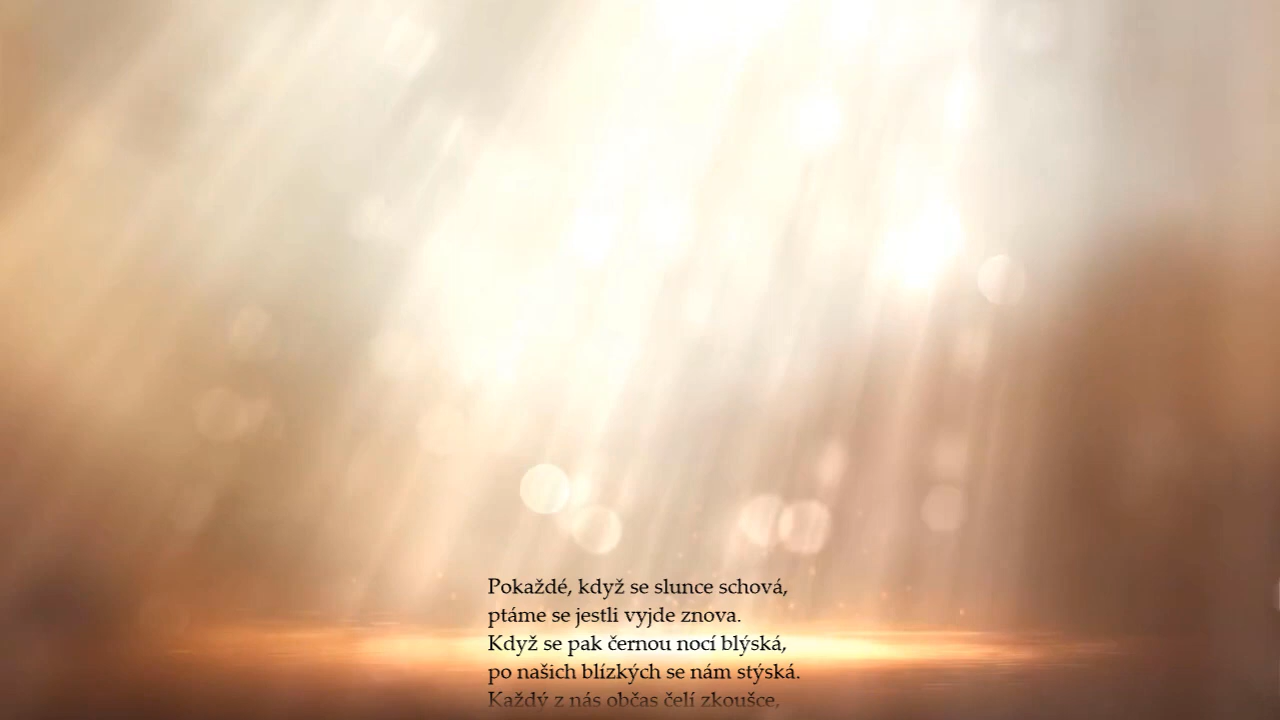 Pokaždé, když se slunce schová,
ptáme se jestli vyjde znova.
Když se pak černou nocí blýská,
po našich blízkých se nám stýská.
Každý z nás občas čelí zkoušce,